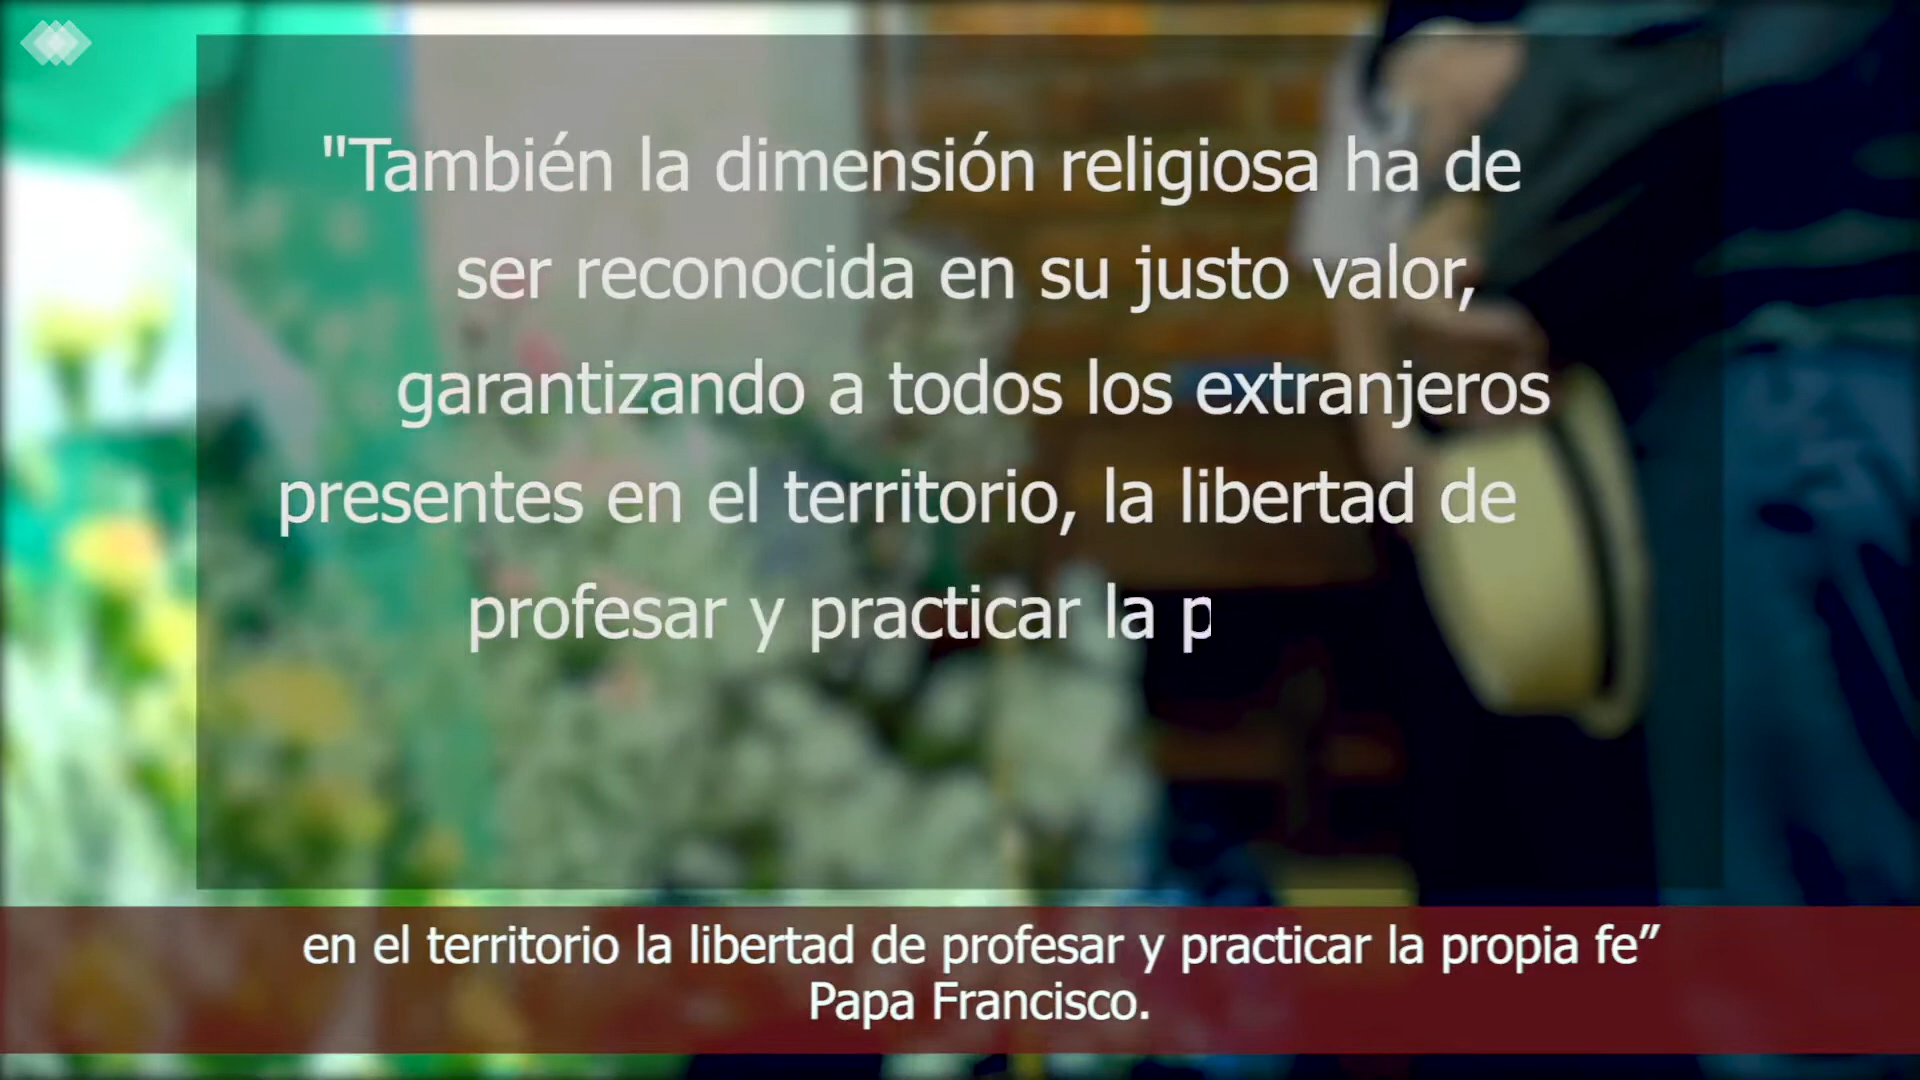 "También la dimensión religiosa ha de
ser reconocida en su justo valor,
garantizando a todos los extranjeros
presentes en el territorio, la libertad de
profesar y practicar la p
en el territorio la libertad de profesar y practicar la propia fe”
Papa Francisco.